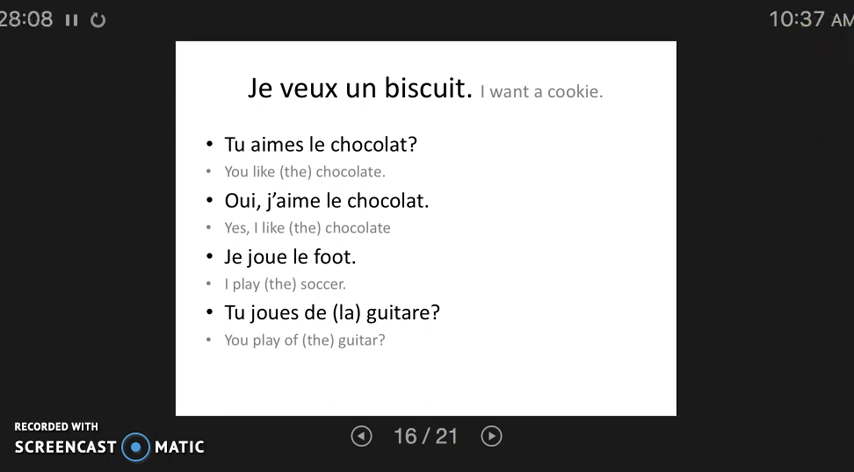 28:08
10:37 AM
Je veux un biscuit. I want a cookie.
• Tu aimes le chocolat?
• You like (the) chocolate.
• Oui, j’aime le chocolat.
• Yes, I like (the) chocolate
• Je joue le foot.
• I play (the) soccer.
• Tu joues de (la) guitare?
• You play of (the) guitar?
RECORDED WITH
SCREENCAST MATIC
16 / 21